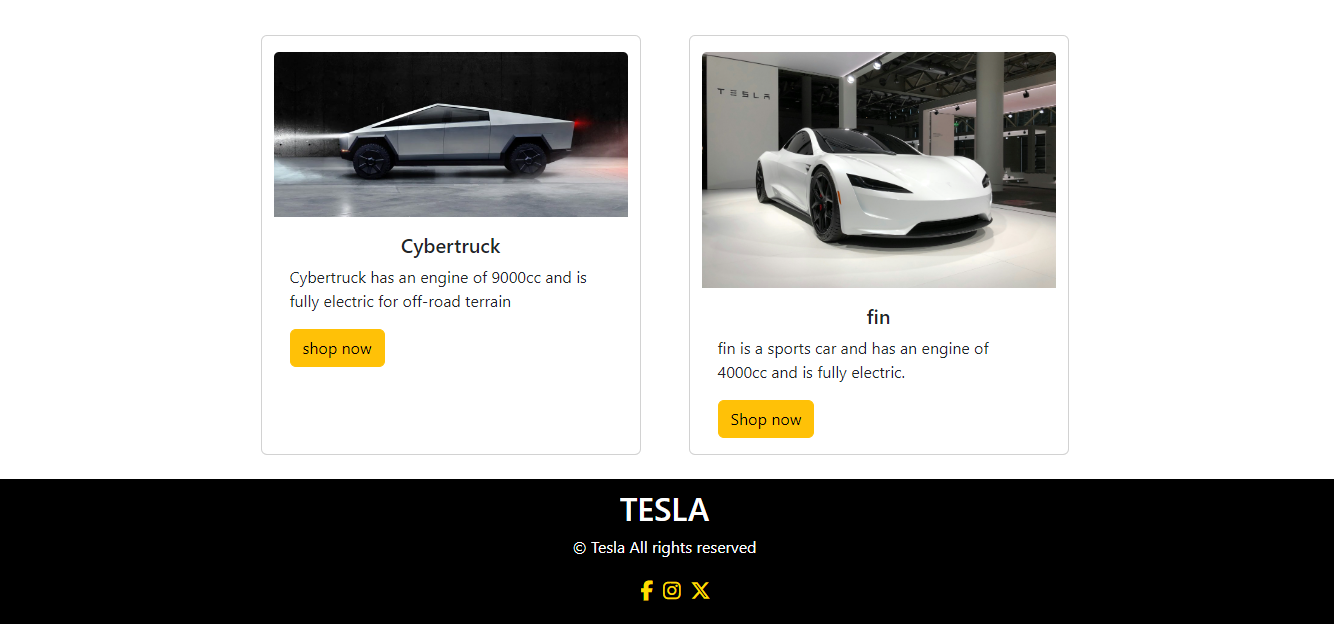 Cybertruck
Cybertruck has an engine of 9000cc and is
fully electric for off-road terrain
shop now
TESLA
fin
fin is a sports car and has an engine of
4000cc and is fully electric.
Shop now
TESLA
© Tesla All rights reserved